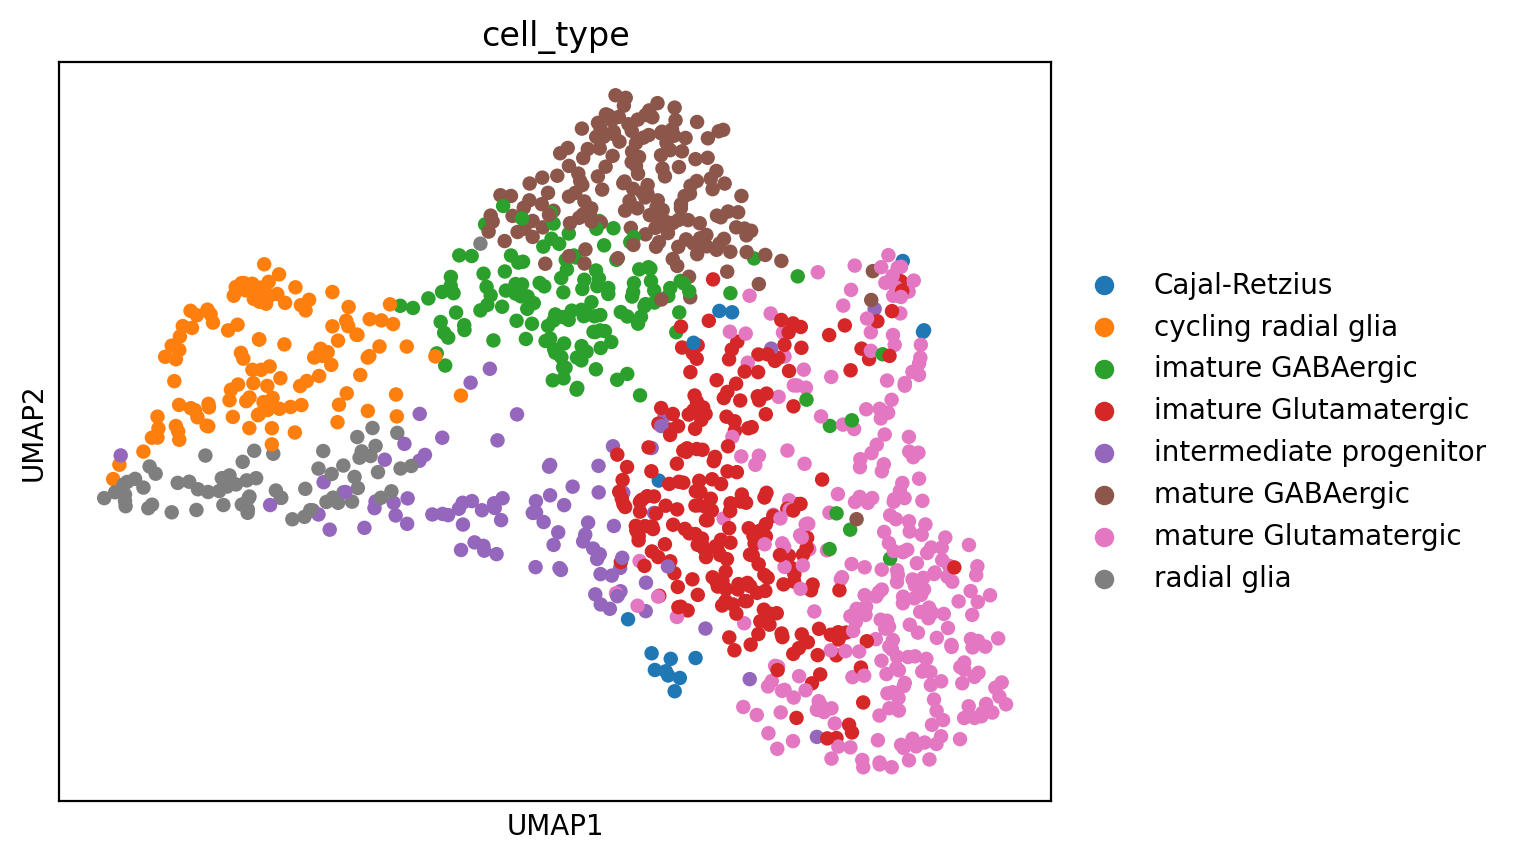 cell_type
UMAP2
UMAP1
Cajal-Retzius
cycling radial glia
imature GABAergic
imature Glutamatergic
intermediate progenitor
mature GABAergic
mature Glutamatergic
radial glia